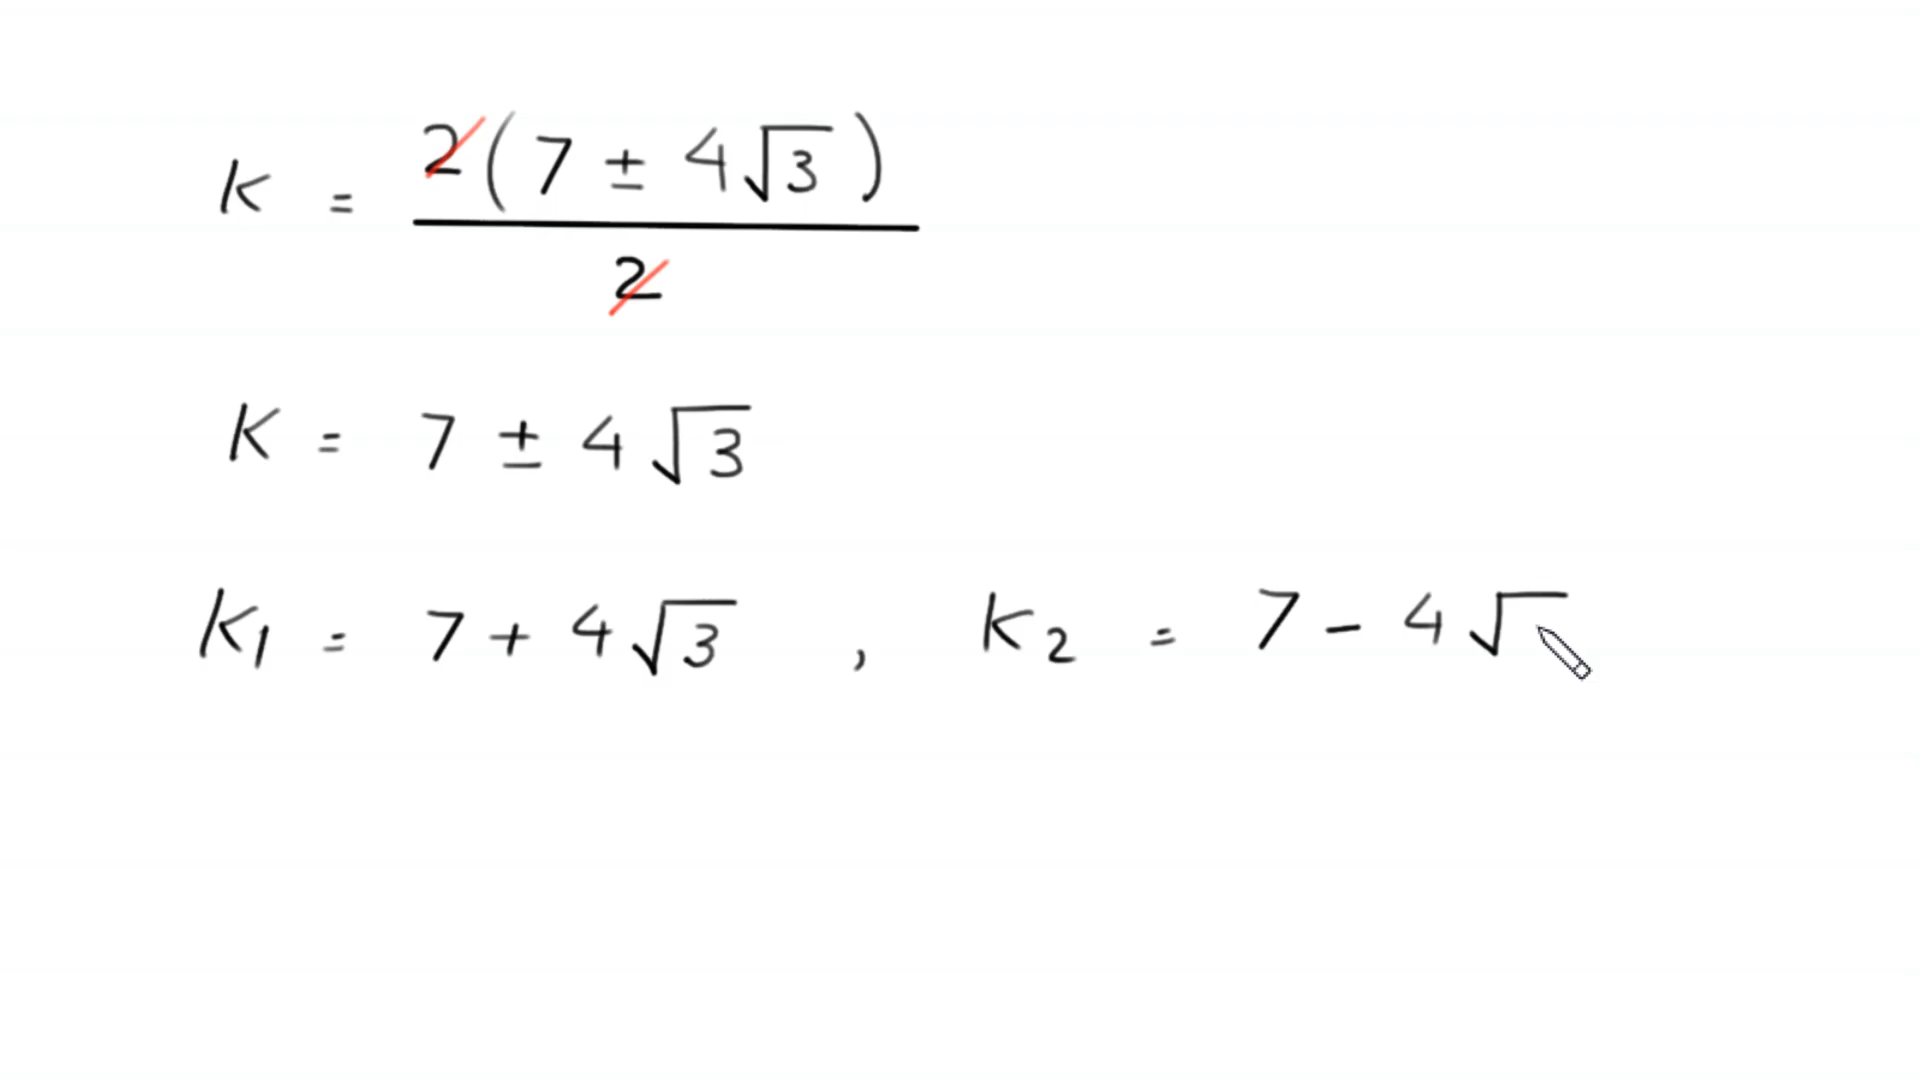 K = 2(7 ± 4√3)
2
K = 7 ± 4√3
K1 = 7 + 4√3 , K2 = 7 - 4√